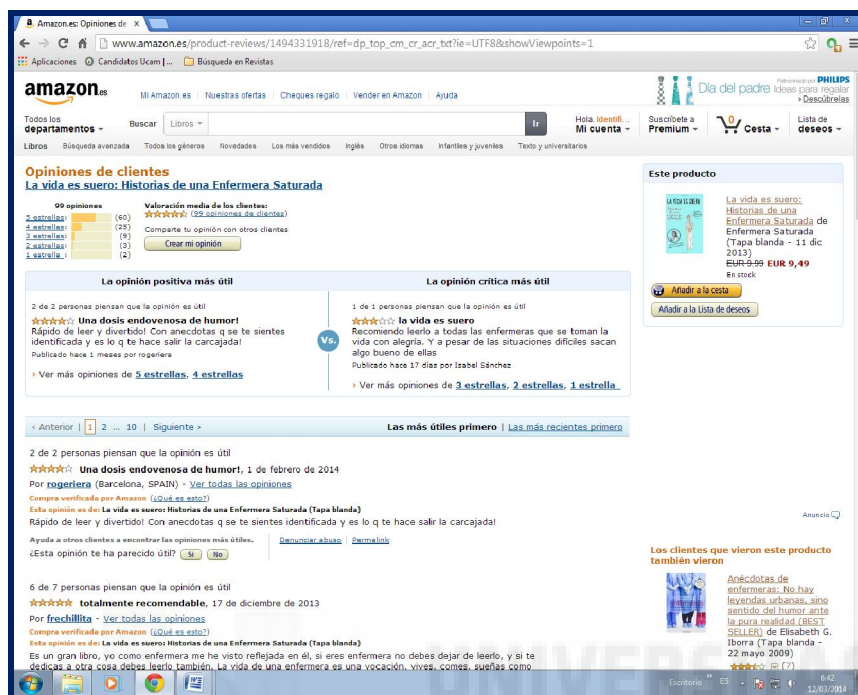 Amazon.es: Opiniones de
www.amazon.es/product-reviews/1494331918/ref=dp_top_cm_cr_acr_txt?ie=UTF8&showViewpoints=1
Aplicaciones Candidatos Ucam | ... Búsqueda en Revistas
amazon.es
Mi Amazon.es | Nuestras ofertas | Cheques regalo | Vender en Amazon | Ayuda
Patrocinado por PHILIPS
Día del padre Ideas para regalar
› Descúbrelas
Todos los departamentos
Buscar Libros Ir
Hola. Identifí... Mi cuenta
Suscríbete a Premium
0 Cesta
Lista de deseos
Libros Búsqueda avanzada Todos los géneros Novedades Los más vendidos Inglés Otros idiomas Infantiles y juveniles Texto y universitarios
Opiniones de clientes
La vida es suero: Historias de una Enfermera Saturada
99 opiniones
5 estrellas: (60)
4 estrellas: (25)
3 estrellas: (9)
2 estrellas: (3)
1 estrella : (2)
Valoración media de los clientes:
(99 opiniones de clientes)
Comparte tu opinión con otros clientes
Crear mi opinión
La opinión positiva más útil
2 de 2 personas piensan que la opinión es útil
Una dosis endovenosa de humor!
Rápido de leer y divertido! Con anecdotas q se te sientes
identificada y es lo q te hace salir la carcajada!
Publicado hace 1 meses por rogeriera
› Ver más opiniones de 5 estrellas, 4 estrellas
Vs.
La opinión crítica más útil
1 de 1 personas piensan que la opinión es útil
la vida es suero
Recomiendo leerlo a todas las enfermeras que se toman la
vida con alegría. Y a pesar de las situaciones difíciles sacan
algo bueno de ellas
Publicado hace 17 días por Isabel Sánchez
› Ver más opiniones de 3 estrellas, 2 estrellas, 1 estrella
‹ Anterior | 1 2 ... 10 | Siguiente ›
Las más útiles primero | Las más recientes primero
2 de 2 personas piensan que la opinión es útil
Una dosis endovenosa de humor!, 1 de febrero de 2014
Por rogeriera (Barcelona, SPAIN) - Ver todas las opiniones
Compra verificada por Amazon (¿Qué es esto?)
Esta opinión es de: La vida es suero: Historias de una Enfermera Saturada (Tapa blanda)
Rápido de leer y divertido! Con anecdotas q se te sientes identificada y es lo q te hace salir la carcajada!
Ayuda a otros clientes a encontrar las opiniones más útiles.
¿Esta opinión te ha parecido útil? Sí No
Denunciar abuso | Permalink
6 de 7 personas piensan que la opinión es útil
totalmente recomendable, 17 de diciembre de 2013
Por frechillita - Ver todas las opiniones
Compra verificada por Amazon (¿Qué es esto?)
Esta opinión es de: La vida es suero: Historias de una Enfermera Saturada (Tapa blanda)
Es un gran libro, yo como enfermera me he visto reflejada en él, si eres enfermera no debes dejar de leerlo, y si te
dedicas a otra cosa debes leerlo también. La vida de una enfermera es una vocación, vives, comes, sueñas como
Este producto
LA VIDA ES SUERO
La vida es suero:
Historias de una
Enfermera Saturada de
Enfermera Saturada
(Tapa blanda - 11 dic
2013)
EUR 9,99 EUR 9,49
En stock
Añadir a la cesta
Añadir a la Lista de deseos
Anuncio
Los clientes que vieron este producto
también vieron
Anécdotas de
enfermeras: No hay
leyendas urbanas, sino
sentido del humor ante
la pura realidad (BEST
SELLER) de Elisabeth G.
Iborra (Tapa blanda -
22 mayo 2009)
(7)
Escritorio
ES
6:42
12/03/2014